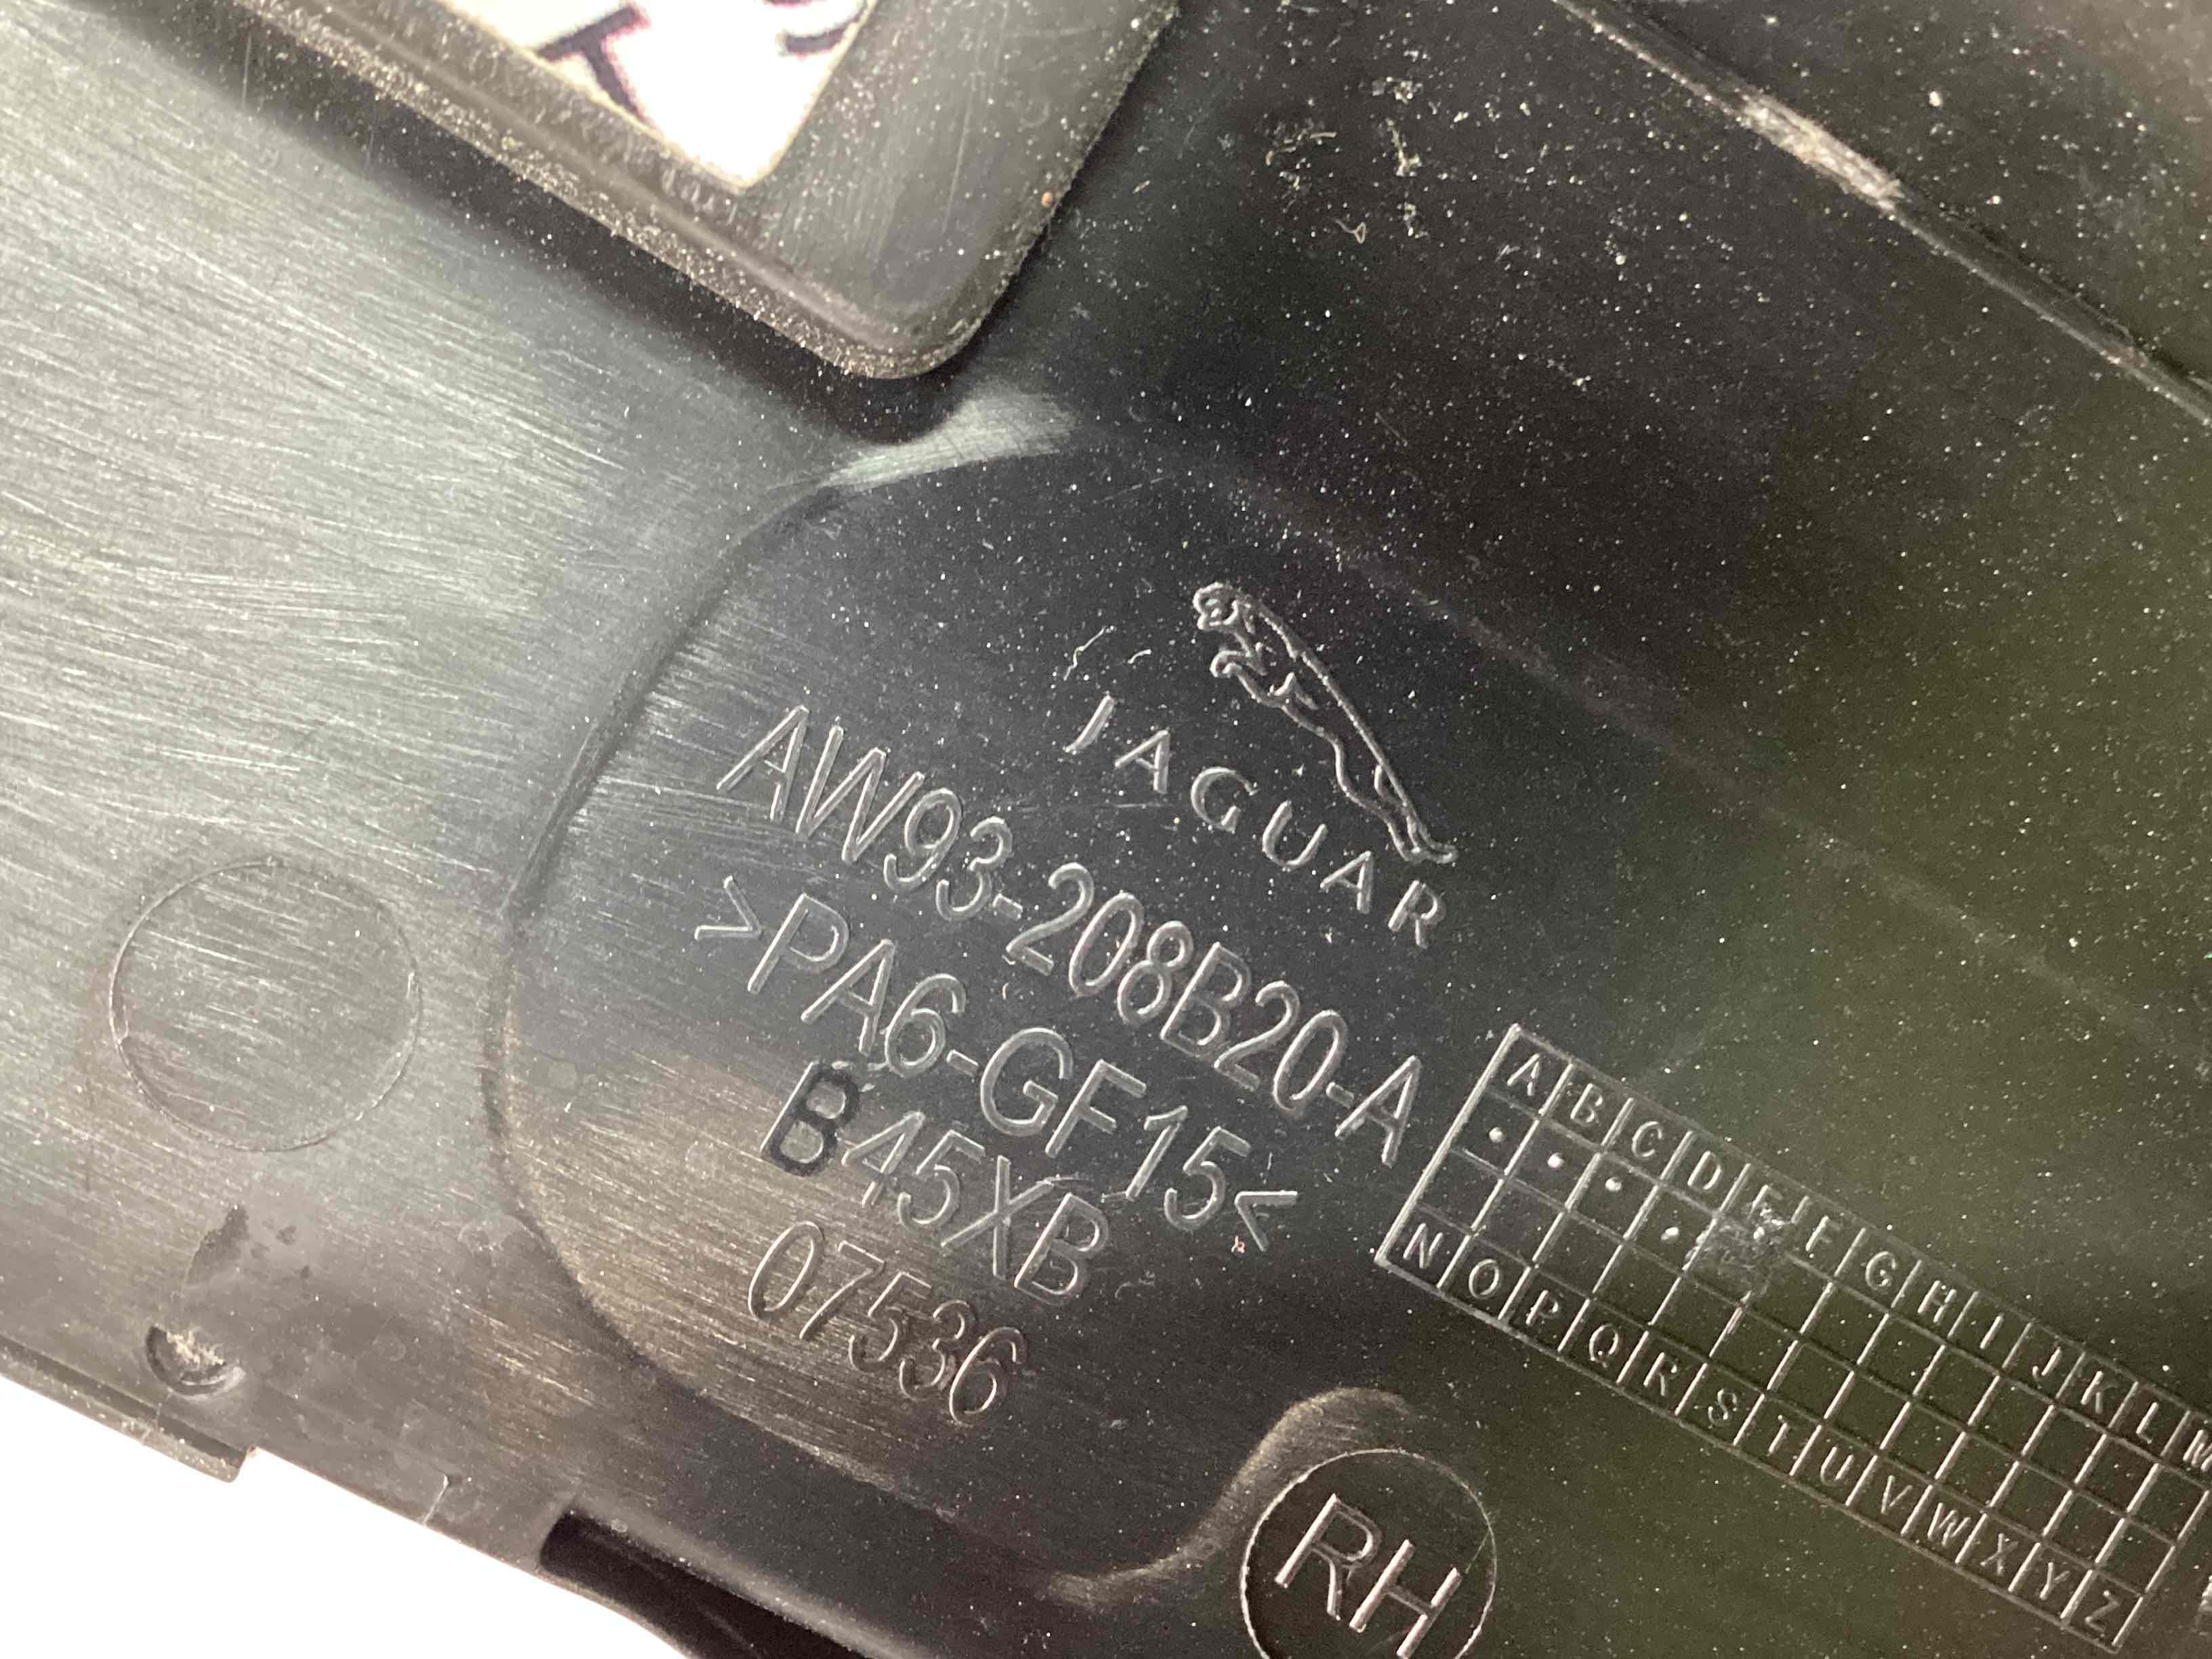 JAGUAR
AW93-208B20-A
>PA6-GF15<
B45XB
07536
A B C D E F G H I J K L M
N O P Q R S T U V W X Y Z
RH